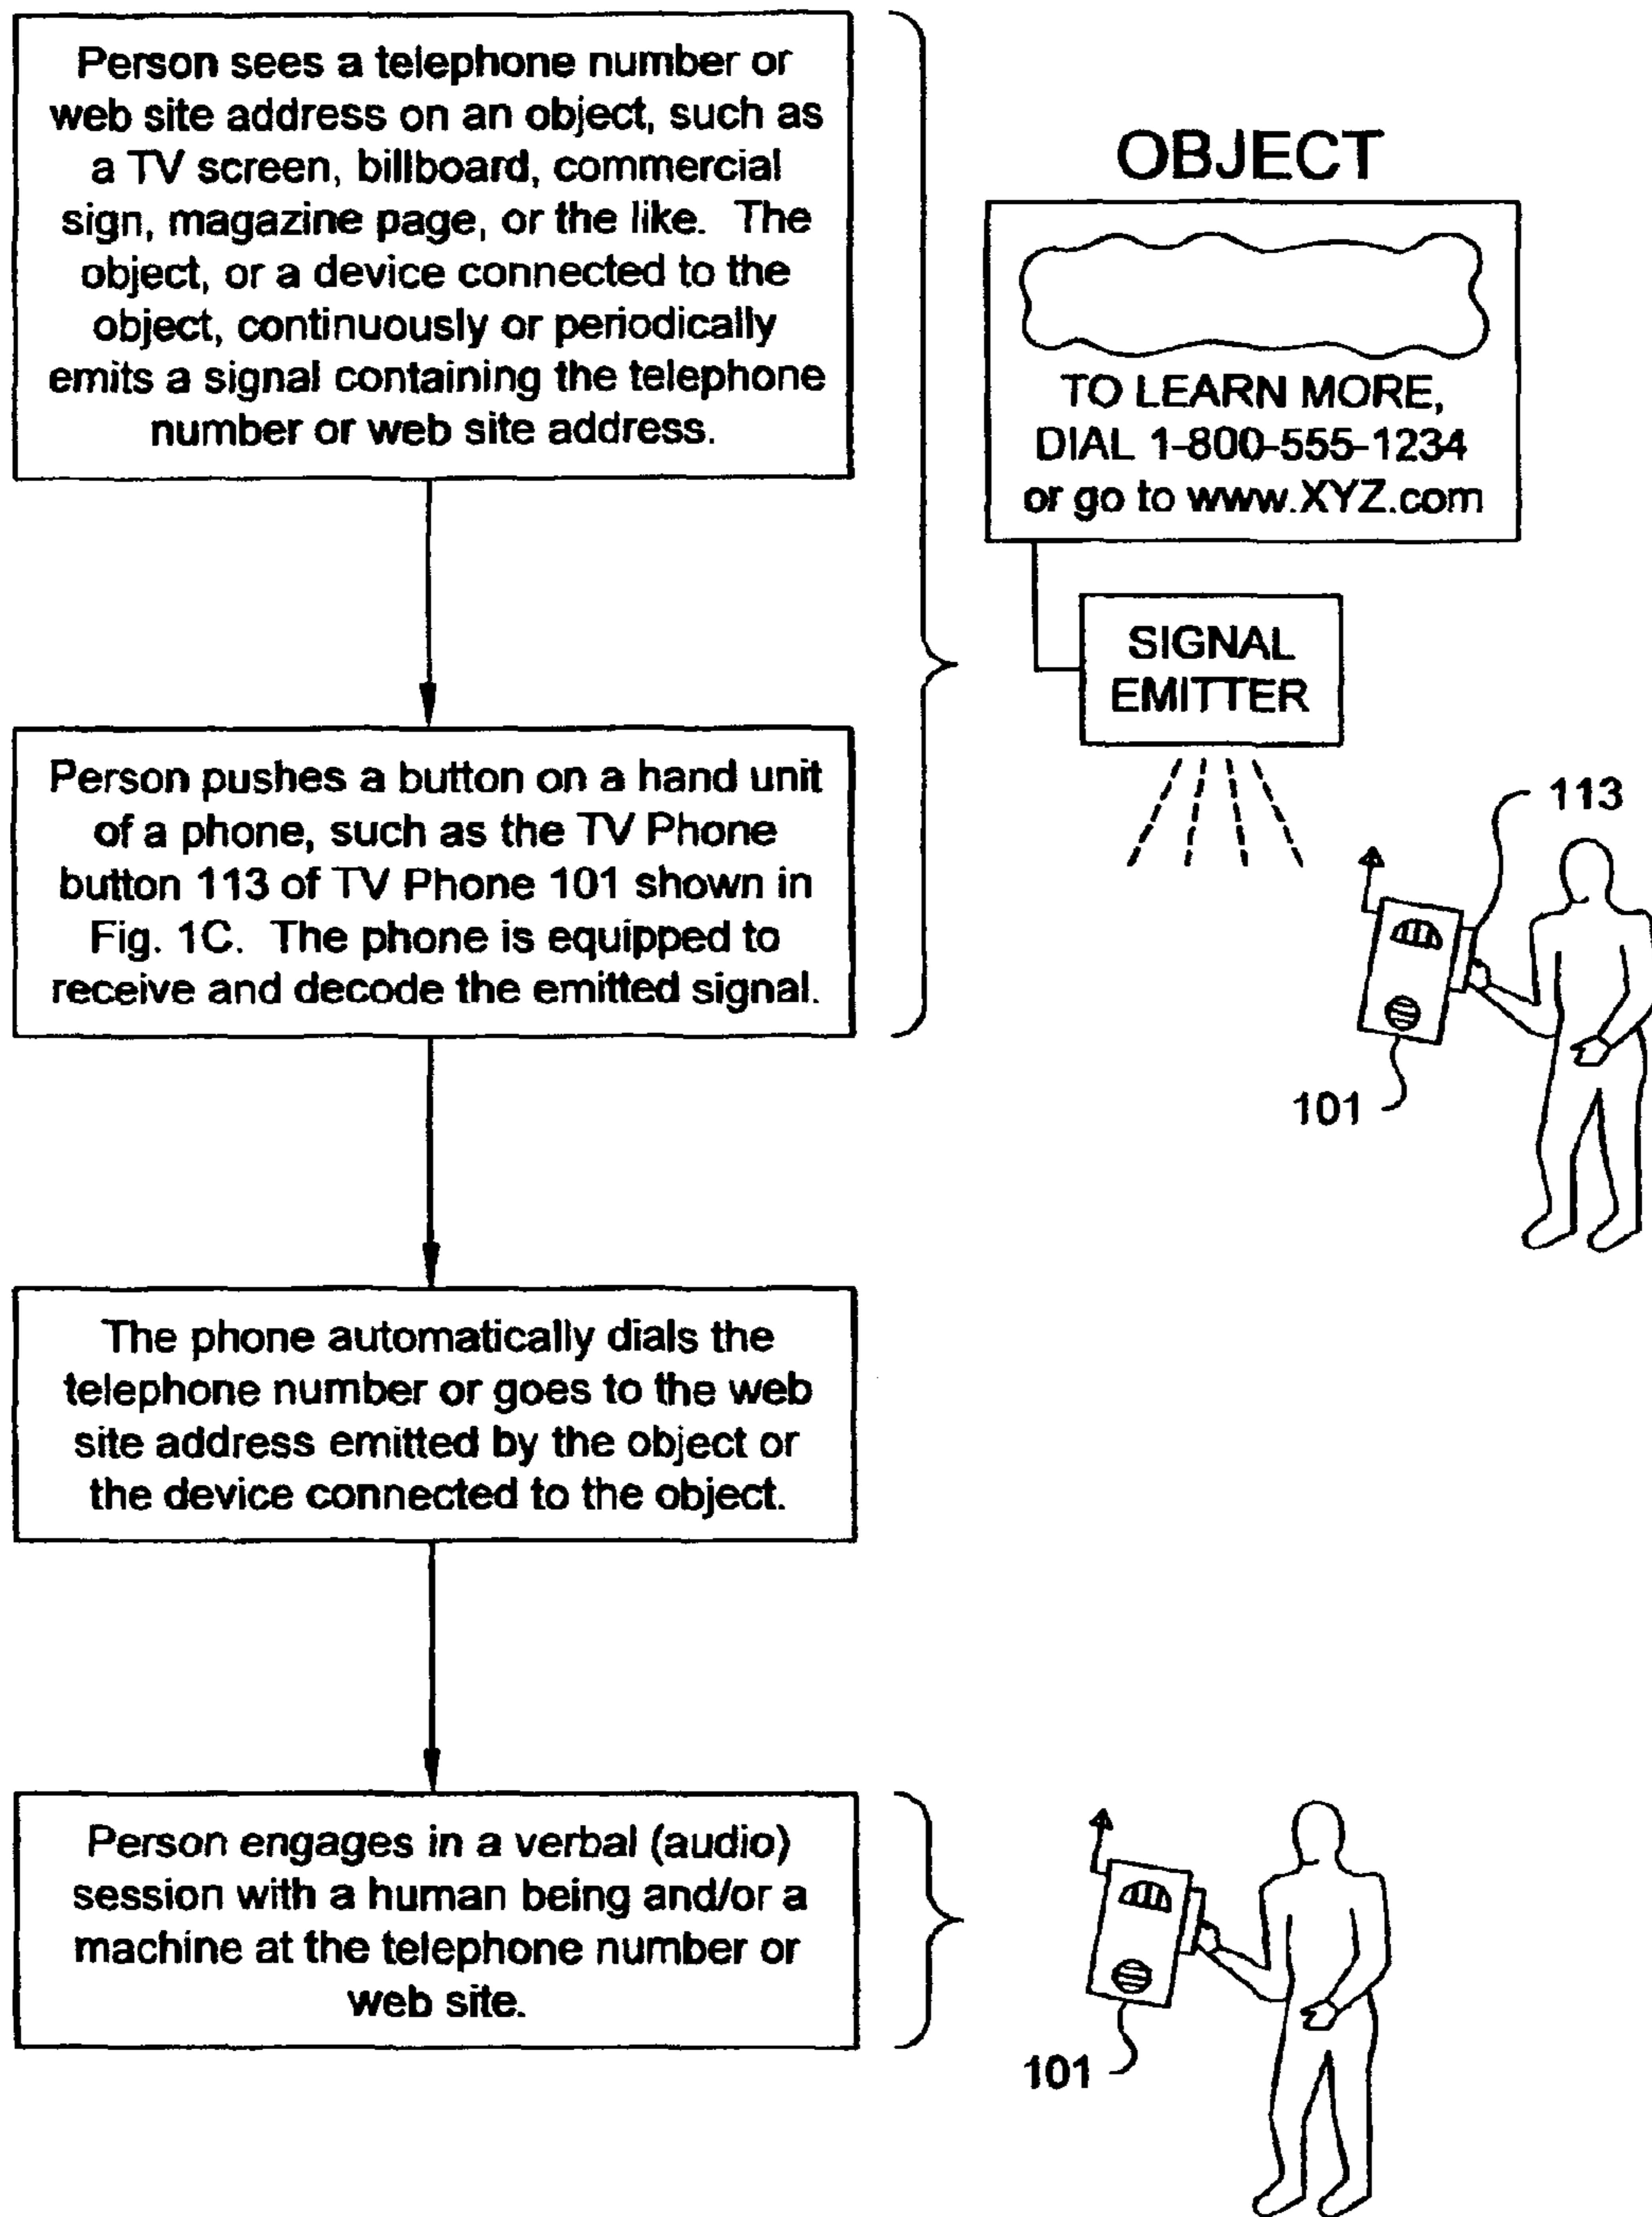 Person sees a telephone number or
web site address on an object, such as
a TV screen, billboard, commercial
sign, magazine page, or the like. The
object, or a device connected to the
object, continuously or periodically
emits a signal containing the telephone
number or web site address.
OBJECT
TO LEARN MORE,
DIAL 1-800-555-1234
or go to www.XYZ.com
SIGNAL
EMITTER
Person pushes a button on a hand unit
of a phone, such as the TV Phone
button 113 of TV Phone 101 shown in
Fig. 1C. The phone is equipped to
receive and decode the emitted signal.
113
101
The phone automatically dials the
telephone number or goes to the web
site address emitted by the object or
the device connected to the object.
Person engages in a verbal (audio)
session with a human being and/or a
machine at the telephone number or
web site.
101